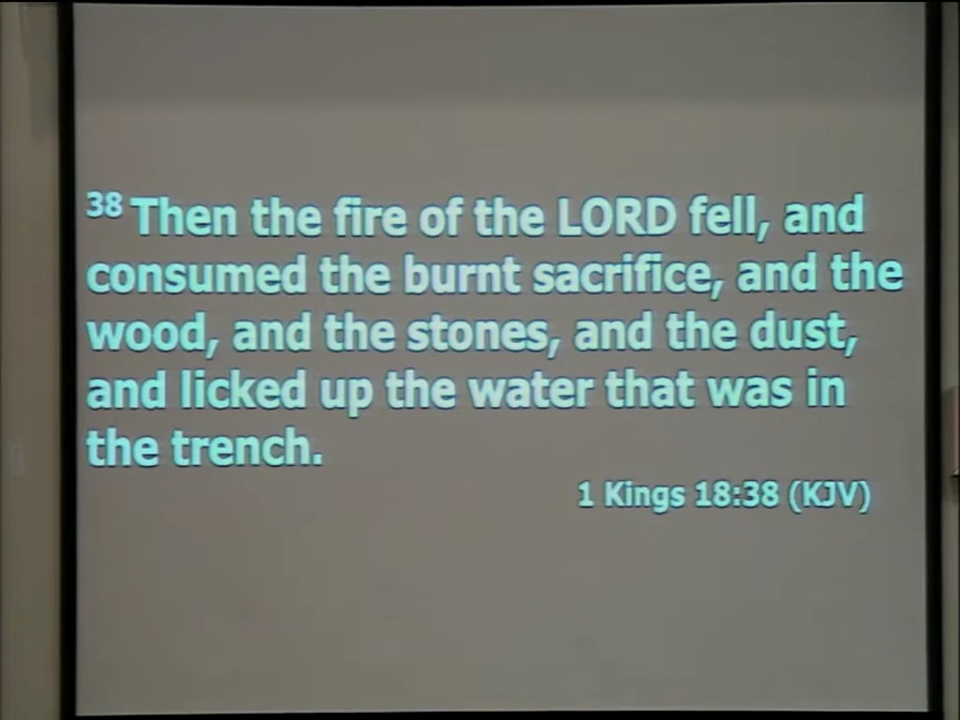 38 Then the fire of the LORD fell, and
consumed the burnt sacrifice, and the
wood, and the stones, and the dust,
and licked up the water that was in
the trench.
1 Kings 18:38 (KJV)